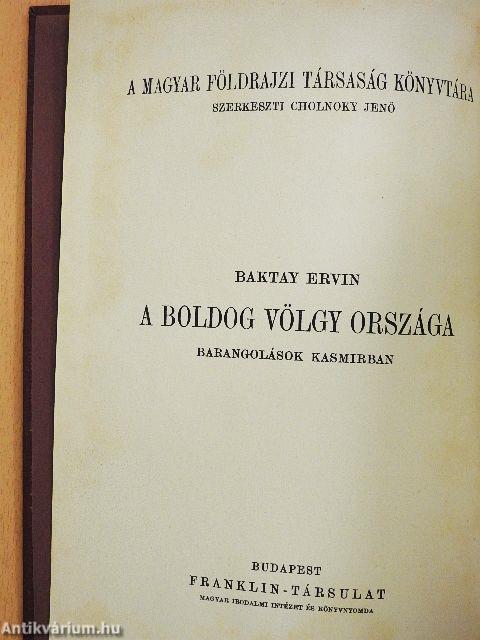 A MAGYAR FÖLDRAJZI TÁRSASÁG KÖNYVTÁRA
SZERKESZTI CHOLNOKY JENŐ
BAKTAY ERVIN
A BOLDOG VÖLGY ORSZÁGA
BARANGOLÁSOK KASMIRBAN
BUDAPEST
FRANKLIN-TÁRSULAT
MAGYAR IRODALMI INTÉZET ÉS KÖNYVNYOMDA
Antikvárium.hu